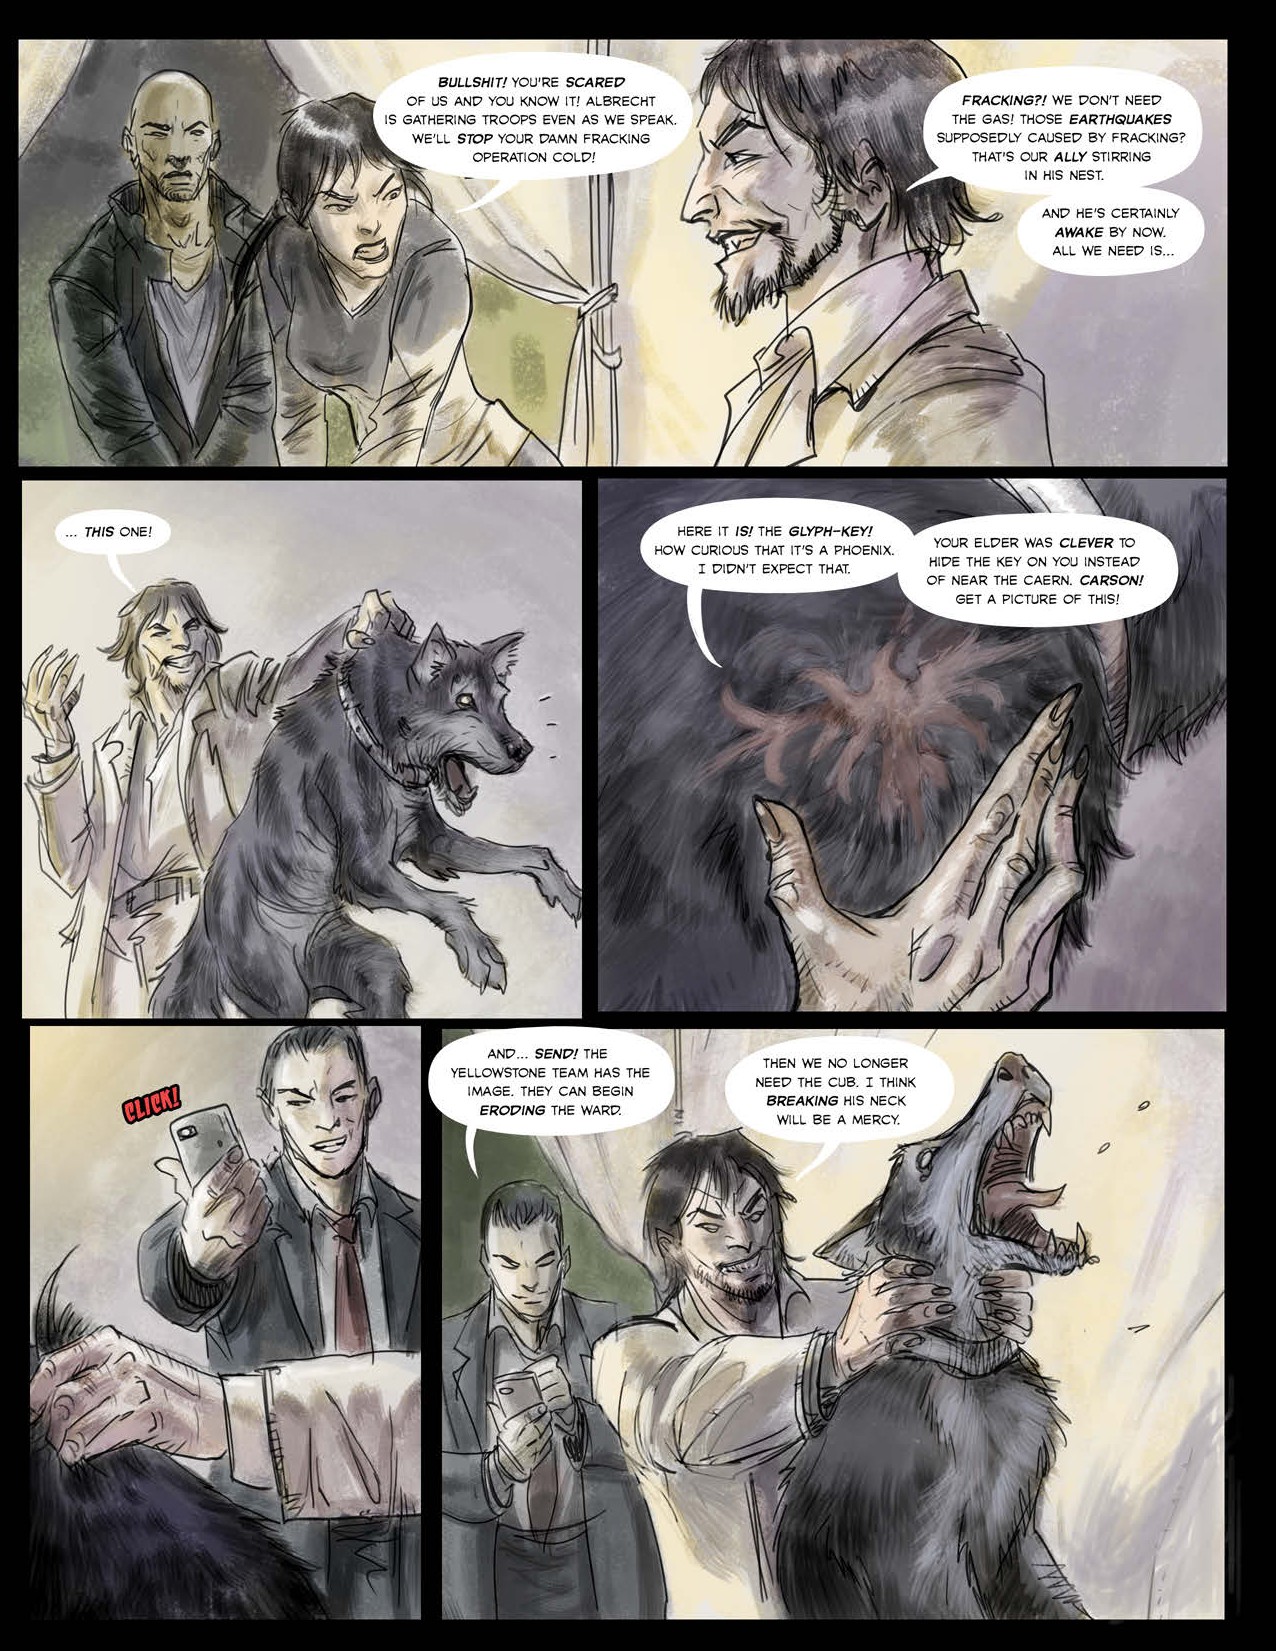 BULLSHIT! YOU'RE SCARED
OF US AND YOU KNOW IT! ALBRECHT
IS GATHERING TROOPS EVEN AS WE SPEAK.
WE'LL STOP YOUR DAMN FRACKING
OPERATION COLD!
FRACKING?! WE DON'T NEED
THE GAS! THOSE EARTHQUAKES
SUPPOSEDLY CAUSED BY FRACKING?
THAT'S OUR ALLY STIRRING
IN HIS NEST.
AND HE'S CERTAINLY
AWAKE BY NOW.
ALL WE NEED IS...
... THIS ONE!
HERE IT IS! THE GLYPH-KEY!
HOW CURIOUS THAT IT'S A PHOENIX.
I DIDN'T EXPECT THAT.
YOUR ELDER WAS CLEVER TO
HIDE THE KEY ON YOU INSTEAD
OF NEAR THE CAERN. CARSON!
GET A PICTURE OF THIS!
CLICK!
AND... SEND! THE
YELLOWSTONE TEAM HAS THE
IMAGE. THEY CAN BEGIN
ERODING THE WARD.
THEN WE NO LONGER
NEED THE CUB. I THINK
BREAKING HIS NECK
WILL BE A MERCY.